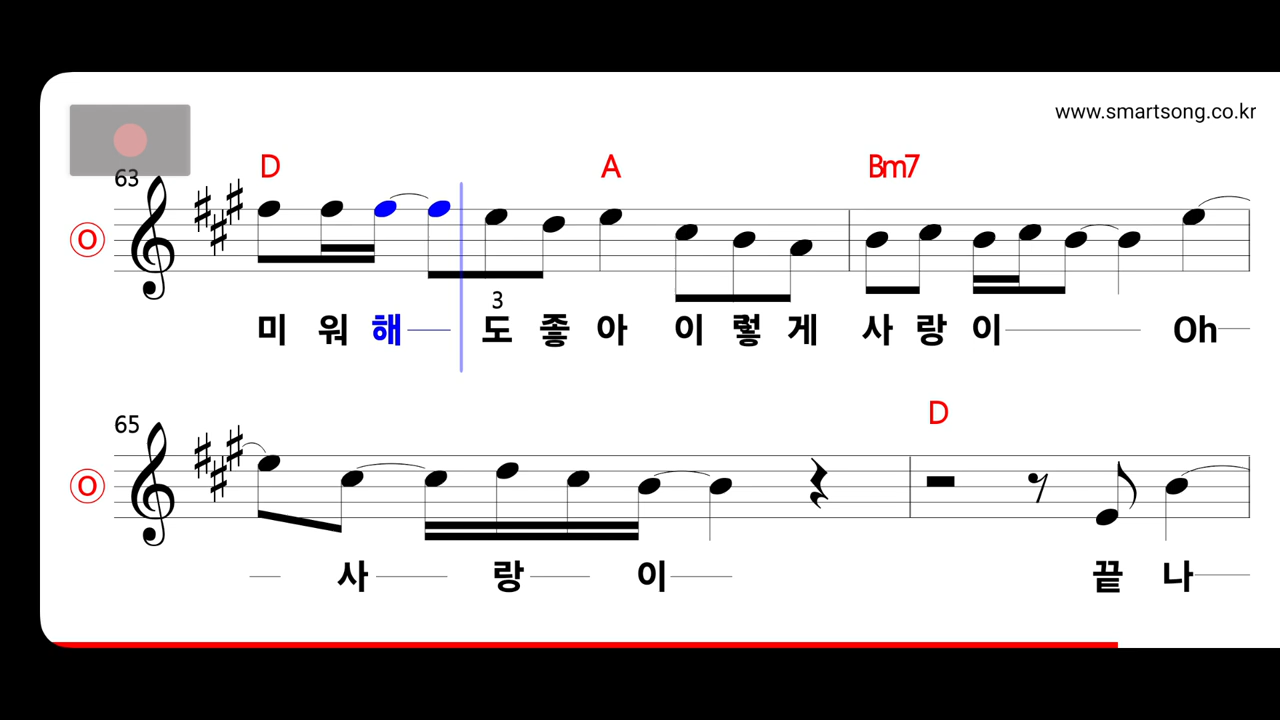 www.smartsong.co.kr
D A Bm7
63
O
3
미 워 해 도 좋 아 이 렇 게 사 랑 이 Oh
D
65
O
사 랑 이 끝 나